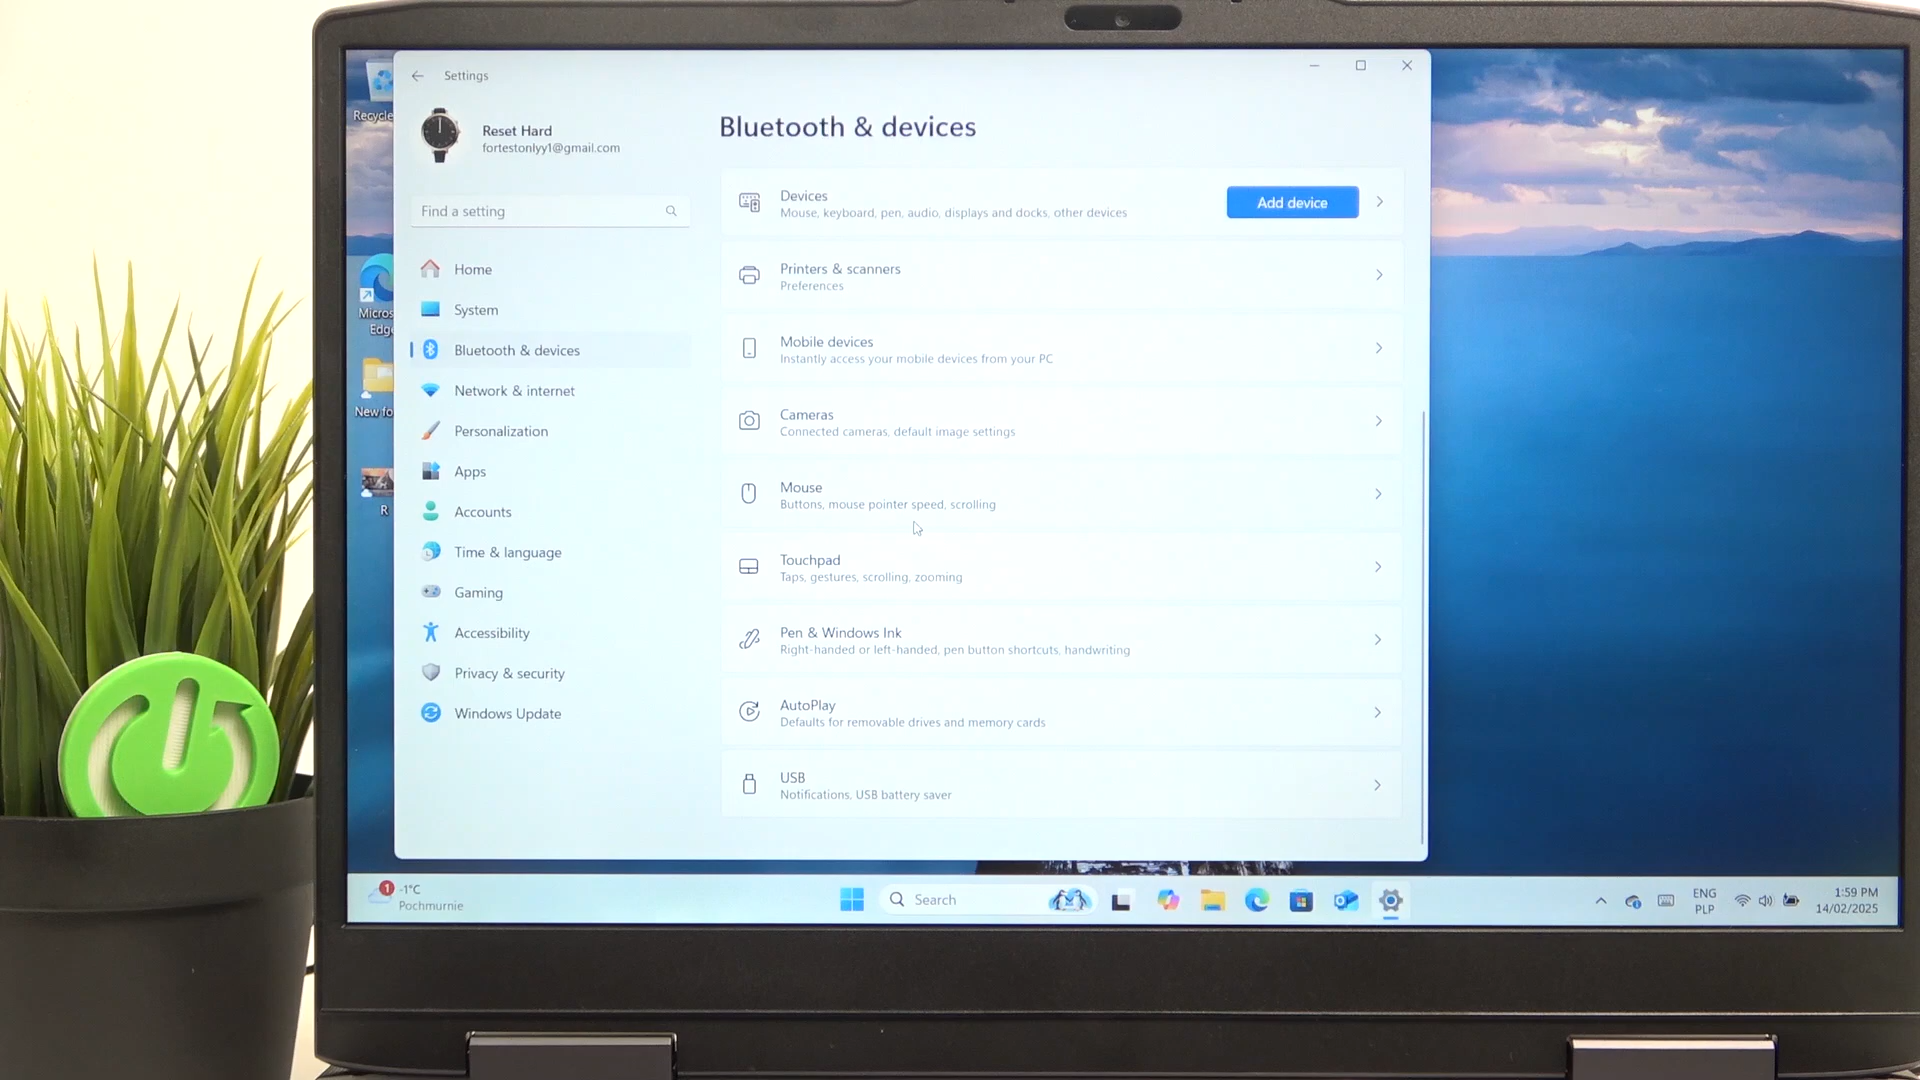 Settings
Reset Hard
fortestonlyy1@gmail.com
Find a setting
Home
System
Bluetooth & devices
Network & internet
Personalization
Apps
Accounts
Time & language
Gaming
Accessibility
Privacy & security
Windows Update
Bluetooth & devices
Devices
Mouse, keyboard, pen, audio, displays and docks, other devices
Add device
Printers & scanners
Preferences
Mobile devices
Instantly access your mobile devices from your PC
Cameras
Connected cameras, default image settings
Mouse
Buttons, mouse pointer speed, scrolling
Touchpad
Taps, gestures, scrolling, zooming
Pen & Windows Ink
Right-handed or left-handed, pen button shortcuts, handwriting
AutoPlay
Defaults for removable drives and memory cards
USB
Notifications, USB battery saver
Recycle
Micros
Edg
New fo
R
1
-1°C
Pochmurnie
Search
ENG
PLP
1:59 PM
14/02/2025